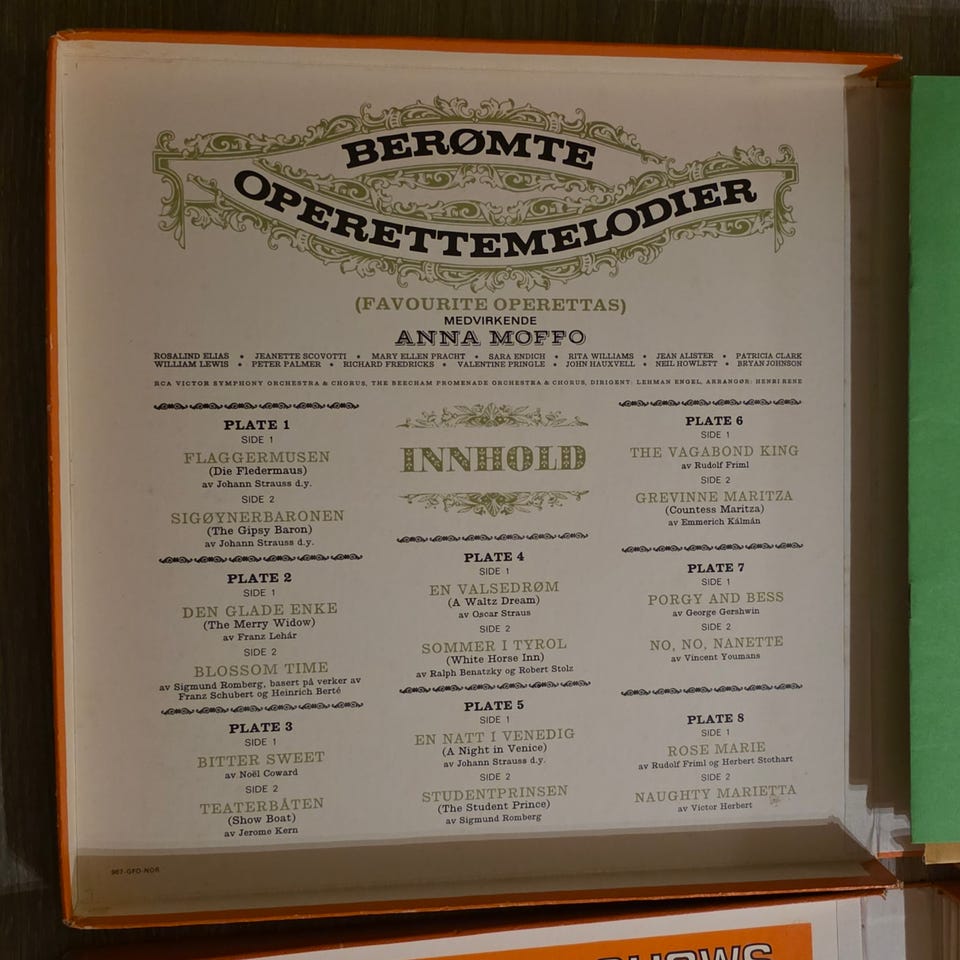 BERØMTE
OPERETTEMELODIER
(FAVOURITE OPERETTAS)
MEDVIRKENDE
ANNA MOFFO
ROSALIND ELIAS • JEANETTE SCOVOTTI • MARY ELLEN PRACHT • SARA ENDICH • RITA WILLIAMS • JEAN ALISTER • PATRICIA CLARK
WILLIAM LEWIS • PETER PALMER • RICHARD FREDRICKS • VALENTINE PRINGLE • JOHN HAUXVELL • NEIL HOWLETT • BRYAN JOHNSON
RCA VICTOR SYMPHONY ORCHESTRA & CHORUS, THE BEECHAM PROMENADE ORCHESTRA & CHORUS, DIRIGENT: LEHMAN ENGEL, ARRANGØR: HENRI RENE
PLATE 1
SIDE 1
FLAGGERMUSEN
(Die Fledermaus)
av Johann Strauss d.y.
SIDE 2
SIGØYNERBARONEN
(The Gipsy Baron)
av Johann Strauss d.y.
PLATE 2
SIDE 1
DEN GLADE ENKE
(The Merry Widow)
av Franz Lehár
SIDE 2
BLOSSOM TIME
av Sigmund Romberg, basert på verker av
Franz Schubert og Heinrich Berté
PLATE 3
SIDE 1
BITTER SWEET
av Noël Coward
SIDE 2
TEATERBÅTEN
(Show Boat)
av Jerome Kern
INNHOLD
PLATE 4
SIDE 1
EN VALSEDRØM
(A Waltz Dream)
av Oscar Straus
SIDE 2
SOMMER I TYROL
(White Horse Inn)
av Ralph Benatzky og Robert Stolz
PLATE 5
SIDE 1
EN NATT I VENEDIG
(A Night in Venice)
av Johann Strauss d.y.
SIDE 2
STUDENTPRINSEN
(The Student Prince)
av Sigmund Romberg
PLATE 6
SIDE 1
THE VAGABOND KING
av Rudolf Friml
SIDE 2
GREVINNE MARITZA
(Countess Maritza)
av Emmerich Kálmán
PLATE 7
SIDE 1
PORGY AND BESS
av George Gershwin
SIDE 2
NO, NO, NANETTE
av Vincent Youmans
PLATE 8
SIDE 1
ROSE MARIE
av Rudolf Friml og Herbert Stothart
SIDE 2
NAUGHTY MARIETTA
av Victor Herbert
967-GFO-NOR